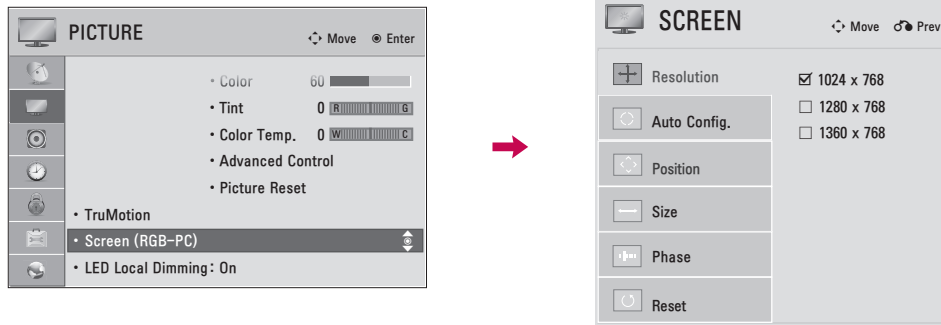 PICTURE
Move Enter
• Color 60
• Tint 0 R G
• Color Temp. 0 W C
• Advanced Control
• Picture Reset
• TruMotion
• Screen (RGB-PC)
• LED Local Dimming: On
SCREEN
Move Prev
Resolution
Auto Config.
Position
Size
Phase
Reset
1024 x 768
1280 x 768
1360 x 768